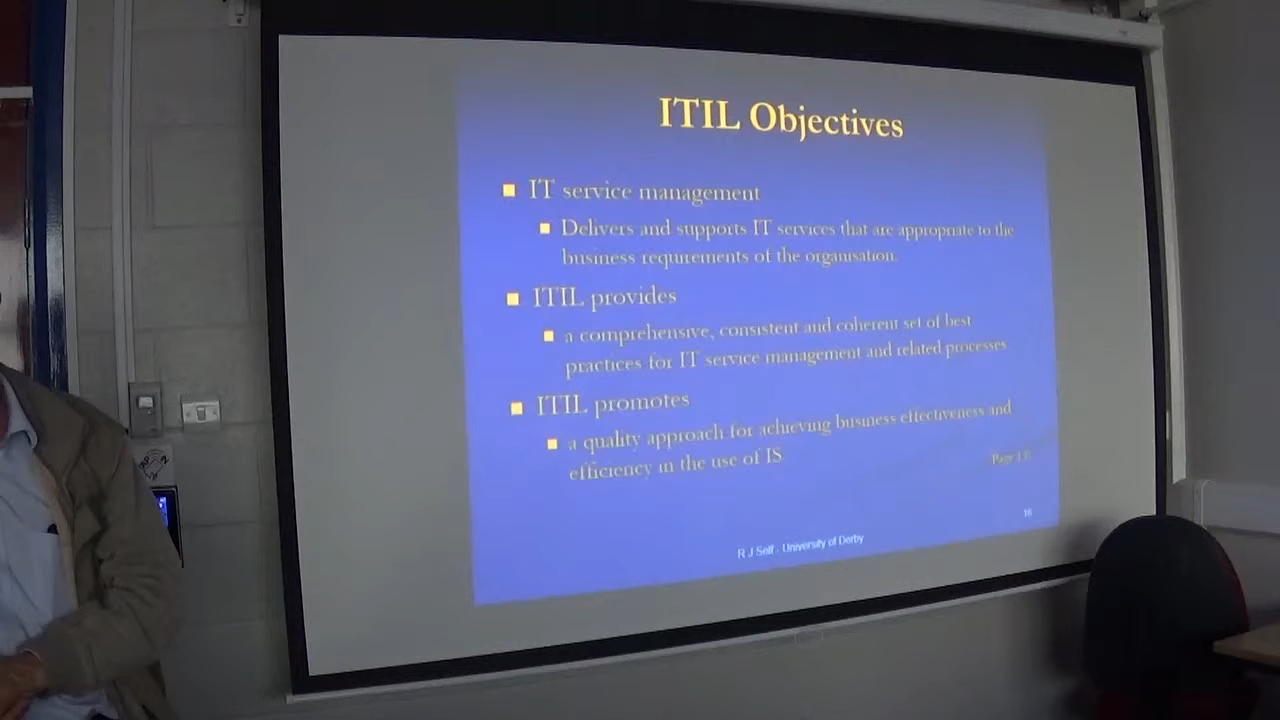 ITIL Objectives
IT service management
Delivers and supports IT services that are appropriate to the
business requirements of the organisation.
ITIL provides
a comprehensive, consistent and coherent set of best
practices for IT service management and related processes
ITIL promotes
a quality approach for achieving business effectiveness and
efficiency in the use of IS
Page
16
R J Self - University of Derby